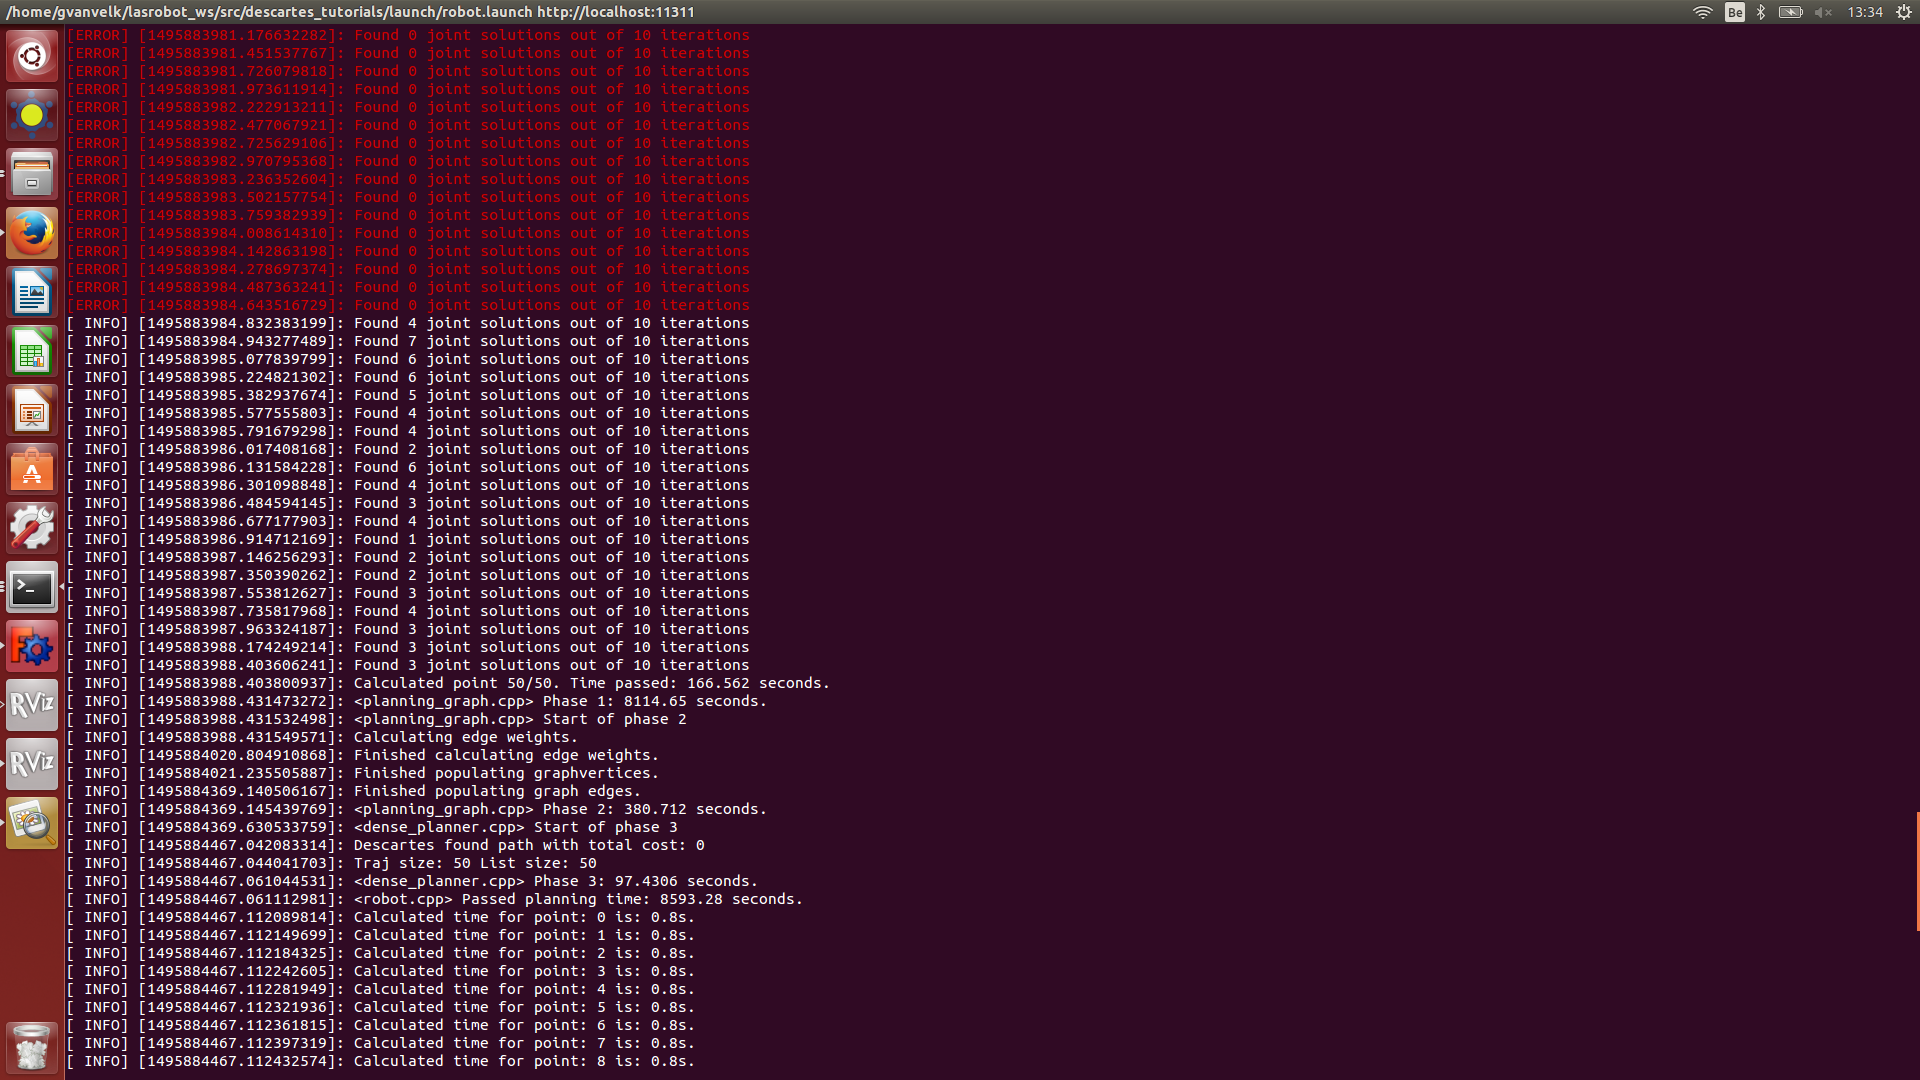 /home/gvanvelk/lasrobot_ws/src/descartes_tutorials/launch/robot.launch http://localhost:11311
Be
13:34
[ERROR] [1495883981.176632282]: Found 0 joint solutions out of 10 iterations
[ERROR] [1495883981.451537767]: Found 0 joint solutions out of 10 iterations
[ERROR] [1495883981.726079818]: Found 0 joint solutions out of 10 iterations
[ERROR] [1495883981.973611914]: Found 0 joint solutions out of 10 iterations
[ERROR] [1495883982.222913211]: Found 0 joint solutions out of 10 iterations
[ERROR] [1495883982.477067921]: Found 0 joint solutions out of 10 iterations
[ERROR] [1495883982.725629106]: Found 0 joint solutions out of 10 iterations
[ERROR] [1495883982.970795368]: Found 0 joint solutions out of 10 iterations
[ERROR] [1495883983.236352604]: Found 0 joint solutions out of 10 iterations
[ERROR] [1495883983.502157754]: Found 0 joint solutions out of 10 iterations
[ERROR] [1495883983.759382939]: Found 0 joint solutions out of 10 iterations
[ERROR] [1495883984.008614310]: Found 0 joint solutions out of 10 iterations
[ERROR] [1495883984.142863198]: Found 0 joint solutions out of 10 iterations
[ERROR] [1495883984.278697374]: Found 0 joint solutions out of 10 iterations
[ERROR] [1495883984.487363241]: Found 0 joint solutions out of 10 iterations
[ERROR] [1495883984.643516729]: Found 0 joint solutions out of 10 iterations
[ INFO] [1495883984.832383199]: Found 4 joint solutions out of 10 iterations
[ INFO] [1495883984.943277489]: Found 7 joint solutions out of 10 iterations
[ INFO] [1495883985.077839799]: Found 6 joint solutions out of 10 iterations
[ INFO] [1495883985.224821302]: Found 6 joint solutions out of 10 iterations
[ INFO] [1495883985.382937674]: Found 5 joint solutions out of 10 iterations
[ INFO] [1495883985.577555803]: Found 4 joint solutions out of 10 iterations
[ INFO] [1495883985.791679298]: Found 4 joint solutions out of 10 iterations
[ INFO] [1495883986.017408168]: Found 2 joint solutions out of 10 iterations
[ INFO] [1495883986.131584228]: Found 6 joint solutions out of 10 iterations
[ INFO] [1495883986.301098848]: Found 4 joint solutions out of 10 iterations
[ INFO] [1495883986.484594145]: Found 3 joint solutions out of 10 iterations
[ INFO] [1495883986.677177903]: Found 4 joint solutions out of 10 iterations
[ INFO] [1495883986.914712169]: Found 1 joint solutions out of 10 iterations
[ INFO] [1495883987.146256293]: Found 2 joint solutions out of 10 iterations
[ INFO] [1495883987.350390262]: Found 2 joint solutions out of 10 iterations
[ INFO] [1495883987.553812627]: Found 3 joint solutions out of 10 iterations
[ INFO] [1495883987.735817968]: Found 4 joint solutions out of 10 iterations
[ INFO] [1495883987.963324187]: Found 3 joint solutions out of 10 iterations
[ INFO] [1495883988.174249214]: Found 3 joint solutions out of 10 iterations
[ INFO] [1495883988.403606241]: Found 3 joint solutions out of 10 iterations
[ INFO] [1495883988.403800937]: Calculated point 50/50. Time passed: 166.562 seconds.
[ INFO] [1495883988.431473272]: <planning_graph.cpp> Phase 1: 8114.65 seconds.
[ INFO] [1495883988.431532498]: <planning_graph.cpp> Start of phase 2
[ INFO] [1495883988.431549571]: Calculating edge weights.
[ INFO] [1495884020.804910868]: Finished calculating edge weights.
[ INFO] [1495884021.235505887]: Finished populating graphvertices.
[ INFO] [1495884369.140506167]: Finished populating graph edges.
[ INFO] [1495884369.145439769]: <planning_graph.cpp> Phase 2: 380.712 seconds.
[ INFO] [1495884369.630533759]: <dense_planner.cpp> Start of phase 3
[ INFO] [1495884467.042083314]: Descartes found path with total cost: 0
[ INFO] [1495884467.044041703]: Traj size: 50 List size: 50
[ INFO] [1495884467.061044531]: <dense_planner.cpp> Phase 3: 97.4306 seconds.
[ INFO] [1495884467.061112981]: <robot.cpp> Passed planning time: 8593.28 seconds.
[ INFO] [1495884467.112089814]: Calculated time for point: 0 is: 0.8s.
[ INFO] [1495884467.112149699]: Calculated time for point: 1 is: 0.8s.
[ INFO] [1495884467.112184325]: Calculated time for point: 2 is: 0.8s.
[ INFO] [1495884467.112242605]: Calculated time for point: 3 is: 0.8s.
[ INFO] [1495884467.112281949]: Calculated time for point: 4 is: 0.8s.
[ INFO] [1495884467.112321936]: Calculated time for point: 5 is: 0.8s.
[ INFO] [1495884467.112361815]: Calculated time for point: 6 is: 0.8s.
[ INFO] [1495884467.112397319]: Calculated time for point: 7 is: 0.8s.
[ INFO] [1495884467.112432574]: Calculated time for point: 8 is: 0.8s.
RViz
RViz